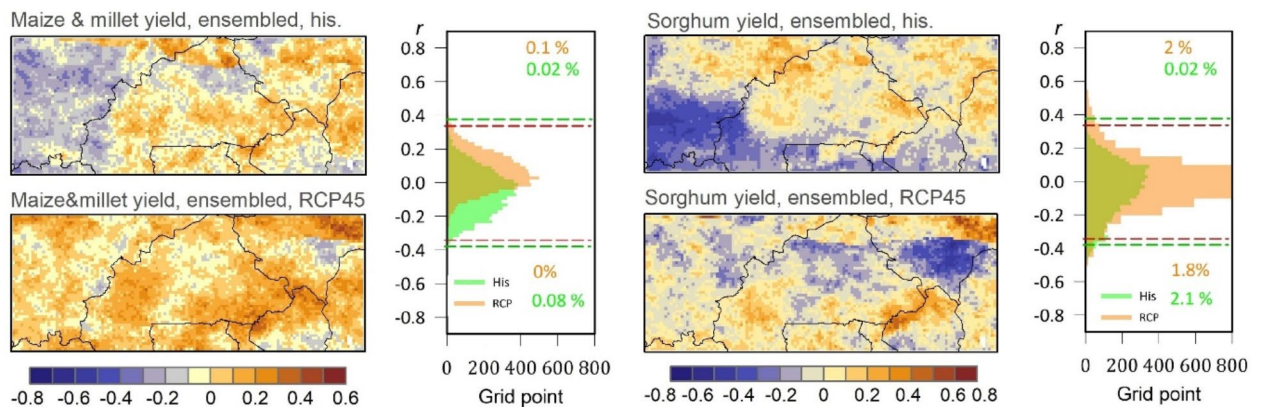 Maize & millet yield, ensembled, his.
Maize&millet yield, ensembled, RCP45
-0.8 -0.6 -0.4 -0.2 0 0.2 0.4 0.6
r
0.8
0.6
0.4
0.2
0.0
-0.2
-0.4
-0.6
-0.8
0.1 %
0.02 %
0%
0.08 %
His
RCP
0 200 400 600 800
Grid point
Sorghum yield, ensembled, his.
Sorghum yield, ensembled, RCP45
-0.8 -0.6 -0.4 -0.2 0 0.2 0.4 0.6 0.8
r
0.8
0.6
0.4
0.2
0.0
-0.2
-0.4
-0.6
-0.8
2 %
0.02 %
1.8%
2.1 %
His
RCP
0 200 400 600 800
Grid point